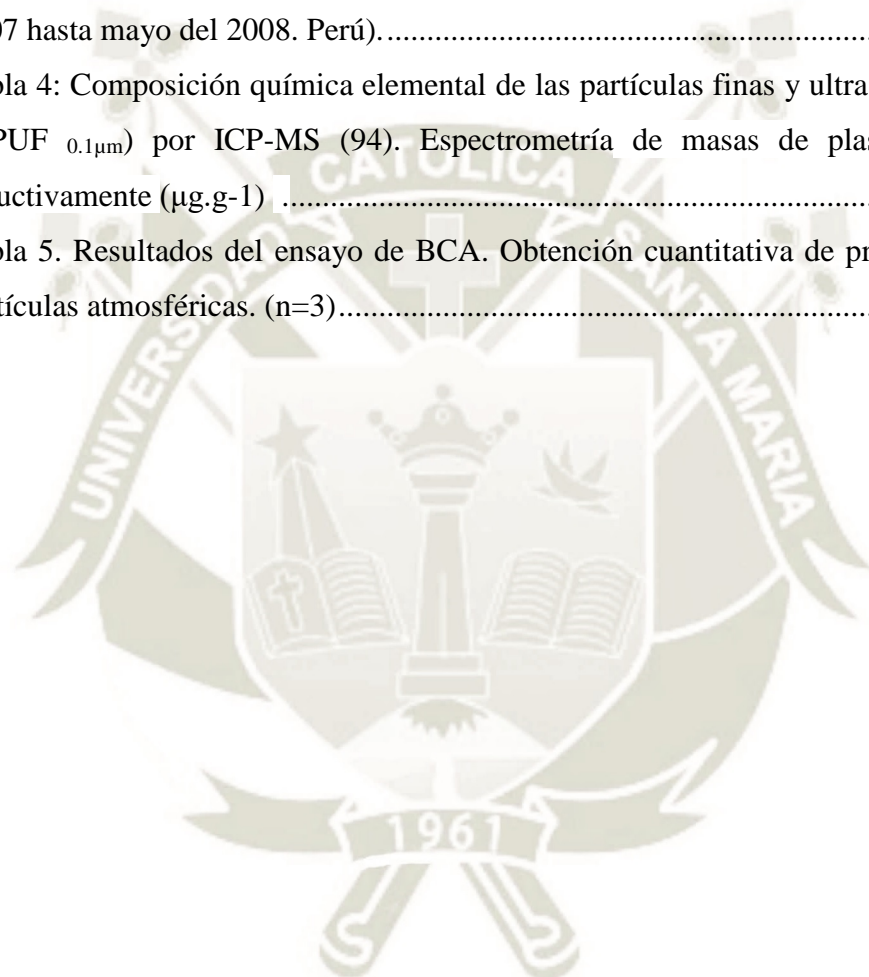 07 hasta mayo del 2008. Perú).
bla 4: Composición química elemental de las partículas finas y ultra
PUF 0.1µm) por ICP-MS (94). Espectrometría de masas de plas
uctivamente (µg.g-1)
bla 5. Resultados del ensayo de BCA. Obtención cuantitativa de pr
tículas atmosféricas. (n=3)
UNIVERSIDAD CATOLICA SANTA MARIA
1961